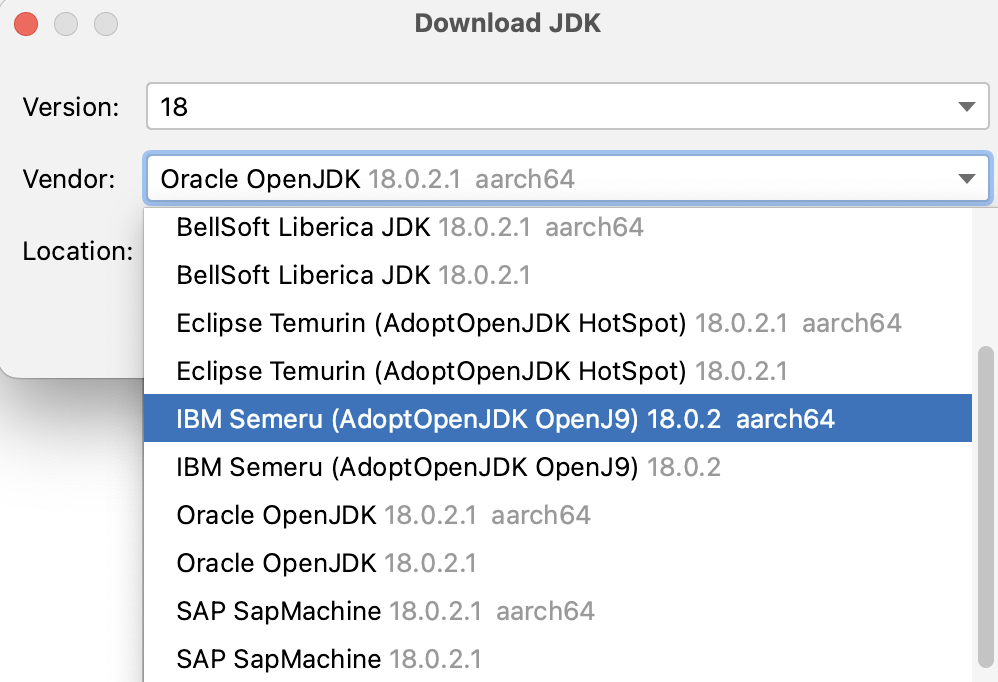 Download JDK
Version: 18
Vendor: Oracle OpenJDK 18.0.2.1 aarch64
Location:
BellSoft Liberica JDK 18.0.2.1 aarch64
BellSoft Liberica JDK 18.0.2.1
Eclipse Temurin (AdoptOpenJDK HotSpot) 18.0.2.1 aarch64
Eclipse Temurin (AdoptOpenJDK HotSpot) 18.0.2.1
IBM Semeru (AdoptOpenJDK OpenJ9) 18.0.2 aarch64
IBM Semeru (AdoptOpenJDK OpenJ9) 18.0.2
Oracle OpenJDK 18.0.2.1 aarch64
Oracle OpenJDK 18.0.2.1
SAP SapMachine 18.0.2.1 aarch64
SAP SapMachine 18.0.2.1